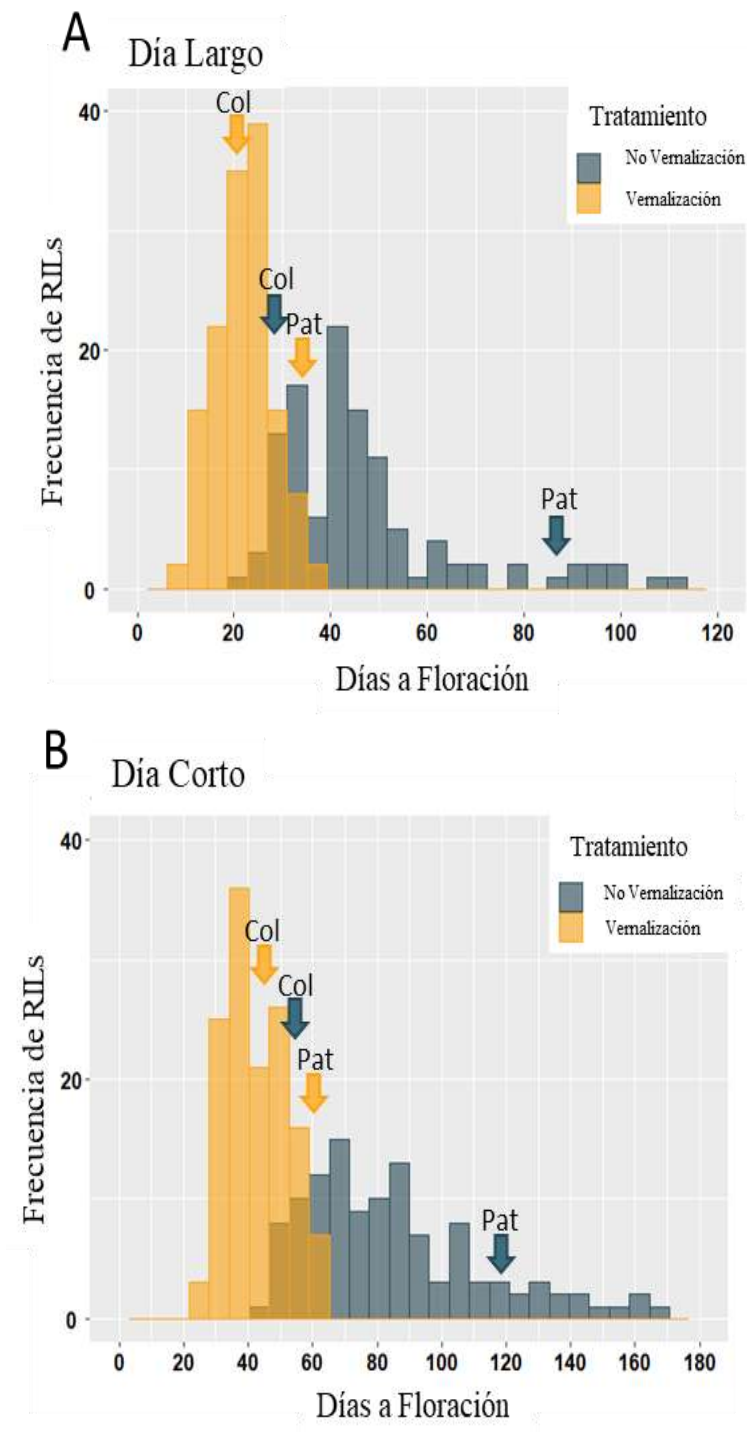 A
Día Largo
Col
Col
Pat
Pat
Tratamiento
No Vernalización
Vernalización
Frecuencia de RILs
40
20
0
0 20 40 60 80 100 120
Días a Floración
B
Día Corto
Col
Col
Pat
Pat
Tratamiento
No Vernalización
Vernalización
Frecuencia de RILs
40
20
0
0 20 40 60 80 100 120 140 160 180
Días a Floración